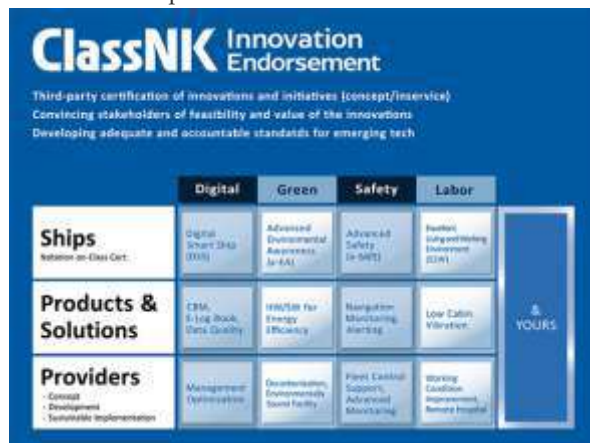 ClassNK Innovation
Endorsement
Third-party certification of innovations and initiatives (concept/inservice)
Convincing stakeholders of feasibility and value of the innovations
Developing adequate and accountable standatds for emerging tech
Digital Green Safety Labor
Ships
Notation on Class Cert.
Digital
Smart Ship
(DSS)
Advanced
Environmental
Awareness
(a-EA)
Advanced
Safety
(a-SAFE)
Excellent
Living and Working
Environment
(ELW)
Products &
Solutions
CBM,
E-Log Book,
Data Quality
HW/SW for
Energy
Efficiency
Navigation
Monitoring,
Alerting
Low Cabin
Vibration
Providers
- Concept
- Development
- Sustainable Implementation
Management
Optimization
Decarbonization,
Environmentally
Sound Facility
Fleet Control
Support,
Advanced
Monitoring
Working
Condition
Improvement,
Remote Hospital
&
YOURS